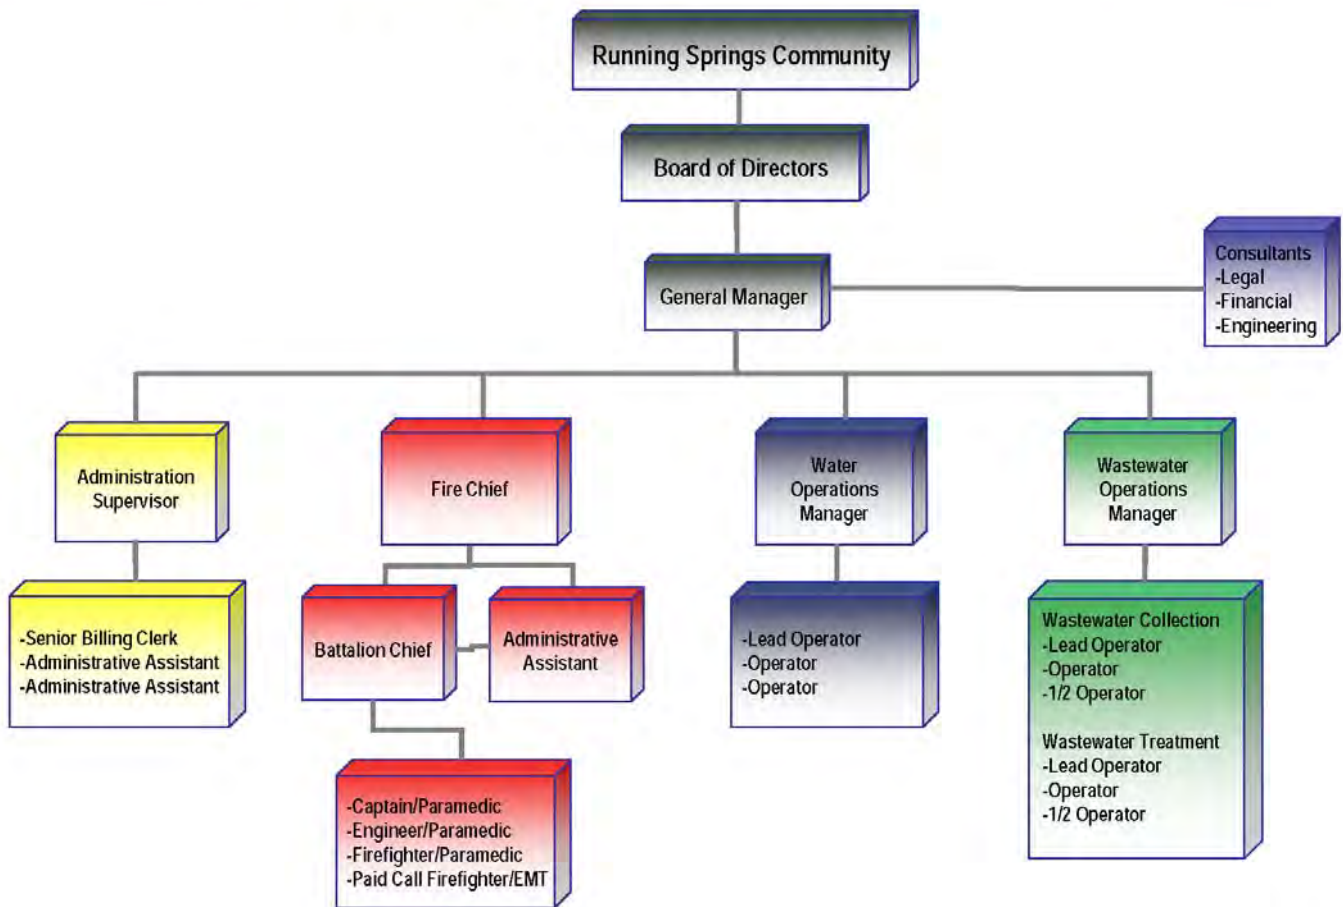 Running Springs Community
Board of Directors
General Manager
Consultants
-Legal
-Financial
-Engineering
Administration
Supervisor
Fire Chief
Water
Operations
Manager
Wastewater
Operations
Manager
-Senior Billing Clerk
-Administrative Assistant
-Administrative Assistant
Battalion Chief
Administrative
Assistant
-Lead Operator
-Operator
-Operator
Wastewater Collection
-Lead Operator
-Operator
-1/2 Operator
Wastewater Treatment
-Lead Operator
-Operator
-1/2 Operator
-Captain/Paramedic
-Engineer/Paramedic
-Firefighter/Paramedic
-Paid Call Firefighter/EMT